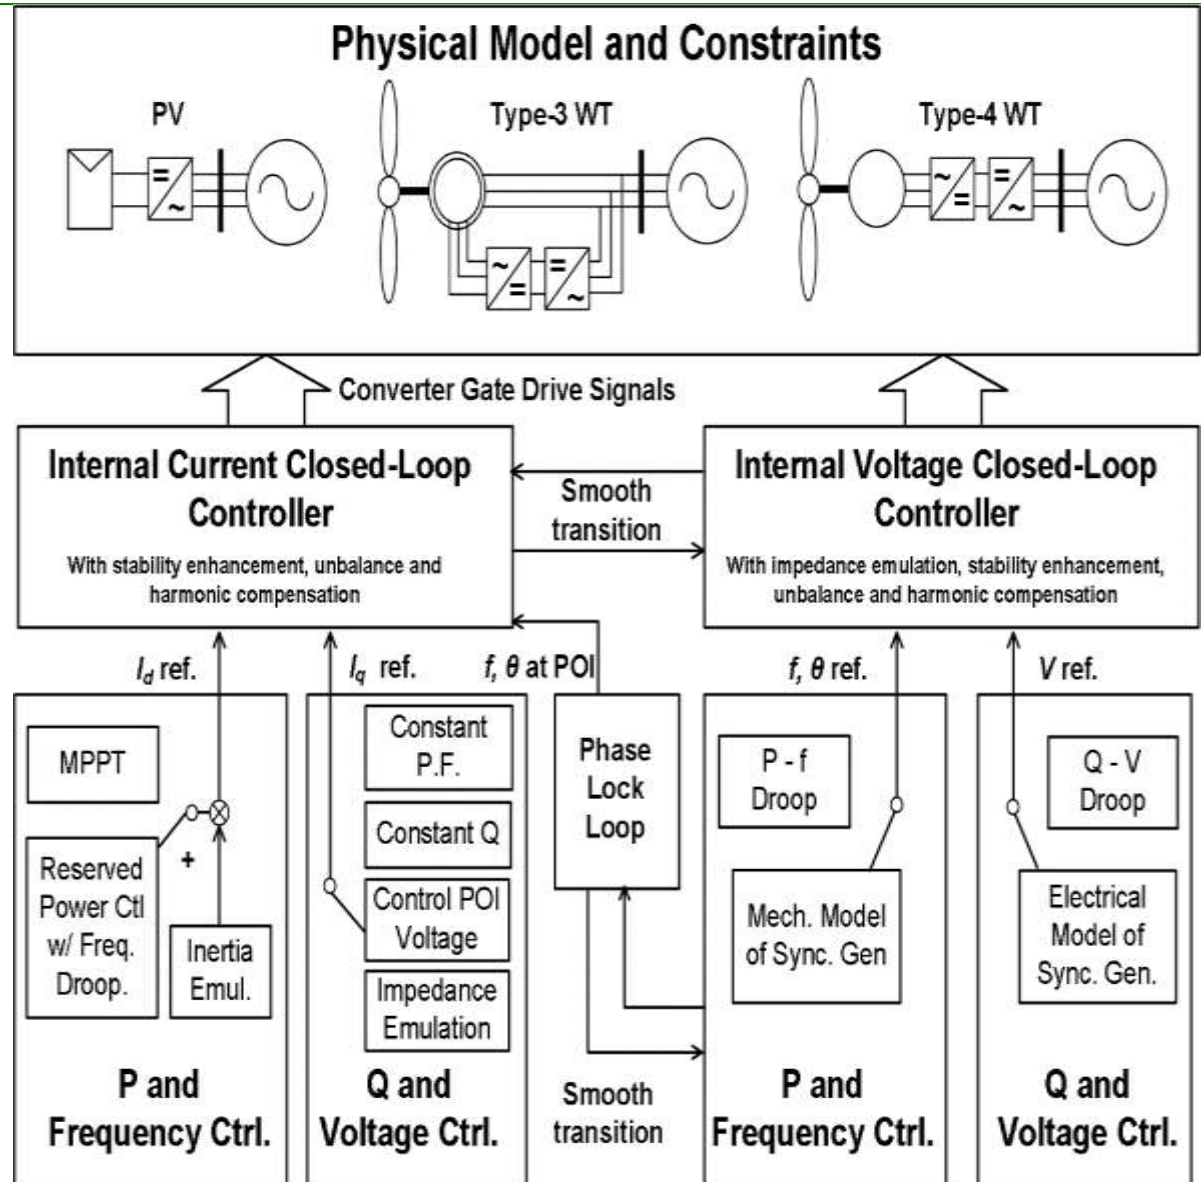 Physical Model and Constraints
PV
Type-3 WT
Type-4 WT
=
~
~
=
=
~
~
=
=
~
Converter Gate Drive Signals
Internal Current Closed-Loop
Controller
With stability enhancement, unbalance and
harmonic compensation
Smooth
transition
Internal Voltage Closed-Loop
Controller
With impedance emulation, stability enhancement,
unbalance and harmonic compensation
Id ref.
Iq ref.
f, θ at POI
f, θ ref.
V ref.
MPPT
Reserved
Power Ctl
w/ Freq.
Droop.
+
Inertia
Emul.
P and
Frequency Ctrl.
Constant
P.F.
Constant Q
Control POI
Voltage
Impedance
Emulation
Q and
Voltage Ctrl.
Phase
Lock
Loop
Smooth
transition
P - f
Droop
Mech. Model
of Sync. Gen
P and
Frequency Ctrl.
Q - V
Droop
Electrical
Model of
Sync. Gen.
Q and
Voltage Ctrl.